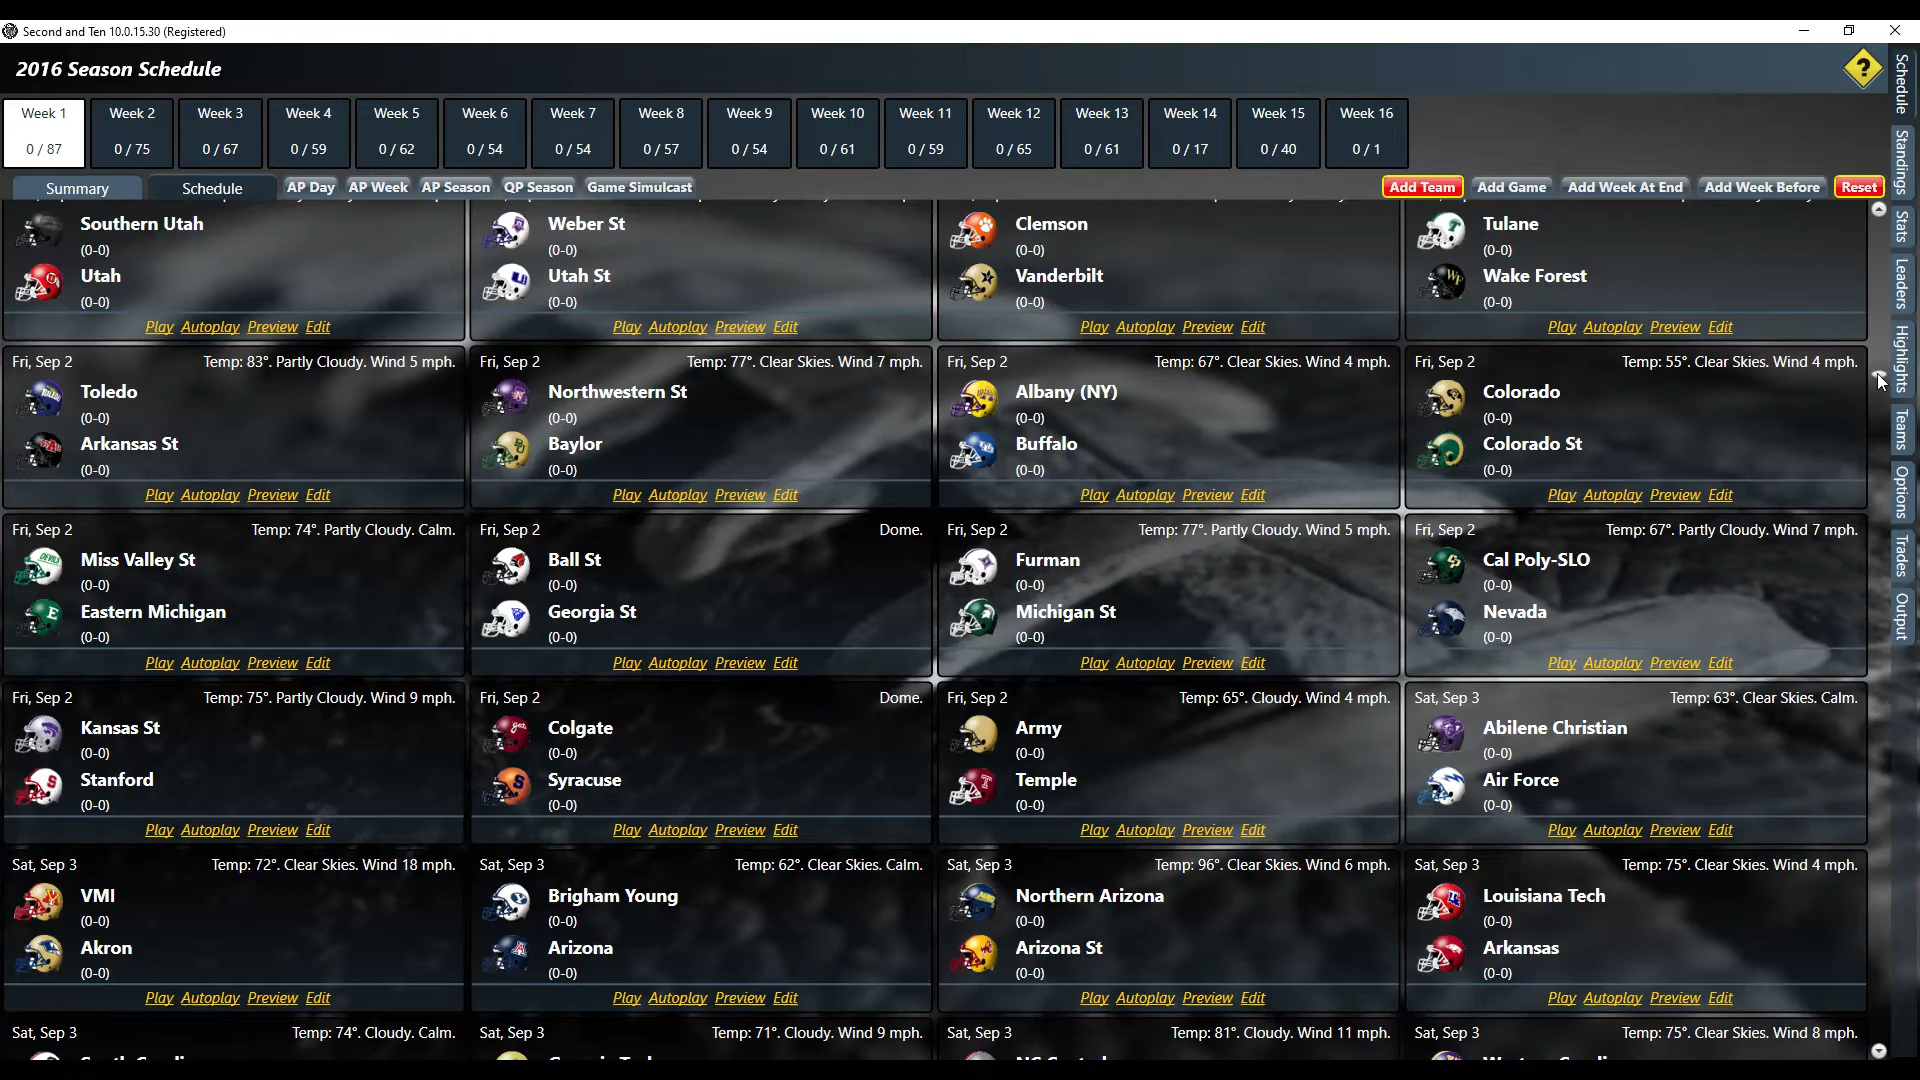 Second and Ten 10.0.15.30 (Registered)
2016 Season Schedule
?
Week 1 Week 2 Week 3 Week 4 Week 5 Week 6 Week 7 Week 8 Week 9 Week 10 Week 11 Week 12 Week 13 Week 14 Week 15 Week 16
0 / 87 0 / 75 0 / 67 0 / 59 0 / 62 0 / 54 0 / 54 0 / 57 0 / 54 0 / 61 0 / 59 0 / 65 0 / 61 0 / 17 0 / 40 0 / 1
Summary Schedule AP Day AP Week AP Season QP Season Game Simulcast Add Team Add Game Add Week At End Add Week Before Reset
Southern Utah Weber St Clemson Tulane
(0-0) (0-0) (0-0) (0-0)
Utah Utah St Vanderbilt Wake Forest
(0-0) (0-0) (0-0) (0-0)
Play Autoplay Preview Edit Play Autoplay Preview Edit Play Autoplay Preview Edit Play Autoplay Preview Edit
Fri, Sep 2 Temp: 83°. Partly Cloudy. Wind 5 mph. Fri, Sep 2 Temp: 77°. Clear Skies. Wind 7 mph. Fri, Sep 2 Temp: 67°. Clear Skies. Wind 4 mph. Fri, Sep 2 Temp: 55°. Clear Skies. Wind 4 mph.
Toledo Northwestern St Albany (NY) Colorado
(0-0) (0-0) (0-0) (0-0)
Arkansas St Baylor Buffalo Colorado St
(0-0) (0-0) (0-0) (0-0)
Play Autoplay Preview Edit Play Autoplay Preview Edit Play Autoplay Preview Edit Play Autoplay Preview Edit
Fri, Sep 2 Temp: 74°. Partly Cloudy. Calm. Fri, Sep 2 Dome. Fri, Sep 2 Temp: 77°. Partly Cloudy. Wind 5 mph. Fri, Sep 2 Temp: 67°. Partly Cloudy. Wind 7 mph.
Miss Valley St Ball St Furman Cal Poly-SLO
(0-0) (0-0) (0-0) (0-0)
Eastern Michigan Georgia St Michigan St Nevada
(0-0) (0-0) (0-0) (0-0)
Play Autoplay Preview Edit Play Autoplay Preview Edit Play Autoplay Preview Edit Play Autoplay Preview Edit
Fri, Sep 2 Temp: 75°. Partly Cloudy. Wind 9 mph. Fri, Sep 2 Dome. Fri, Sep 2 Temp: 65°. Cloudy. Wind 4 mph. Sat, Sep 3 Temp: 63°. Clear Skies. Calm.
Kansas St Colgate Army Abilene Christian
(0-0) (0-0) (0-0) (0-0)
Stanford Syracuse Temple Air Force
(0-0) (0-0) (0-0) (0-0)
Play Autoplay Preview Edit Play Autoplay Preview Edit Play Autoplay Preview Edit Play Autoplay Preview Edit
Sat, Sep 3 Temp: 72°. Clear Skies. Wind 18 mph. Sat, Sep 3 Temp: 62°. Clear Skies. Calm. Sat, Sep 3 Temp: 96°. Clear Skies. Wind 6 mph. Sat, Sep 3 Temp: 75°. Clear Skies. Wind 4 mph.
VMI Brigham Young Northern Arizona Louisiana Tech
(0-0) (0-0) (0-0) (0-0)
Akron Arizona Arizona St Arkansas
(0-0) (0-0) (0-0) (0-0)
Play Autoplay Preview Edit Play Autoplay Preview Edit Play Autoplay Preview Edit Play Autoplay Preview Edit
Sat, Sep 3 Temp: 74°. Cloudy. Calm. Sat, Sep 3 Temp: 71°. Cloudy. Wind 9 mph. Sat, Sep 3 Temp: 81°. Cloudy. Wind 11 mph. Sat, Sep 3 Temp: 75°. Clear Skies. Wind 8 mph.
Schedule
Standings
Stats
Leaders
Highlights
Teams
Options
Trades
Output